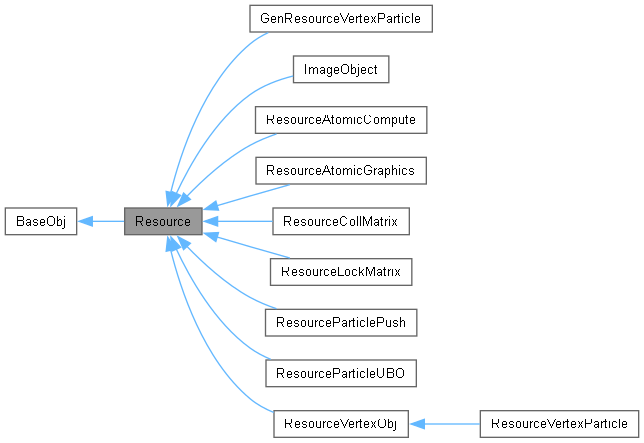 GenResourceVertexParticle
ImageObject
ResourceAtomicCompute
ResourceAtomicGraphics
BaseObj
Resource
ResourceCollMatrix
ResourceLockMatrix
ResourceParticlePush
ResourceParticleUBO
ResourceVertexObj
ResourceVertexParticle